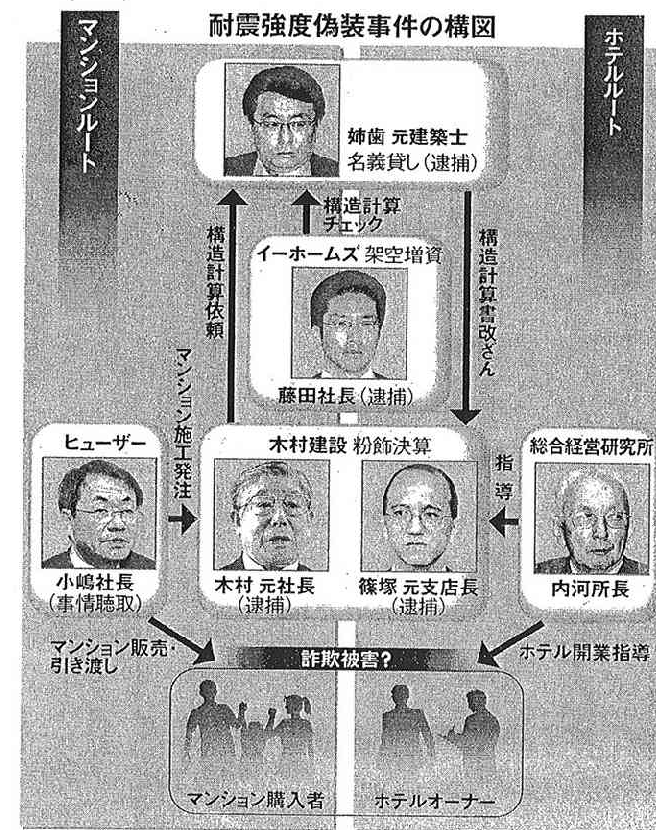 耐震強度偽装事件の構図
マンションルート
ホテルルート
姉歯 元建築士
名義貸し(逮捕)
構造計算
チェック
構造計算依頼
構造計算書改ざん
イーホームズ 架空増資
藤田社長(逮捕)
マンション施工発注
ヒューザー
小嶋社長
(事情聴取)
木村建設 粉飾決算
木村 元社長
(逮捕)
篠塚 元支店長
(逮捕)
指導
総合経営研究所
内河所長
マンション販売・
引き渡し
詐欺被害?
ホテル開業指導
マンション購入者
ホテルオーナー